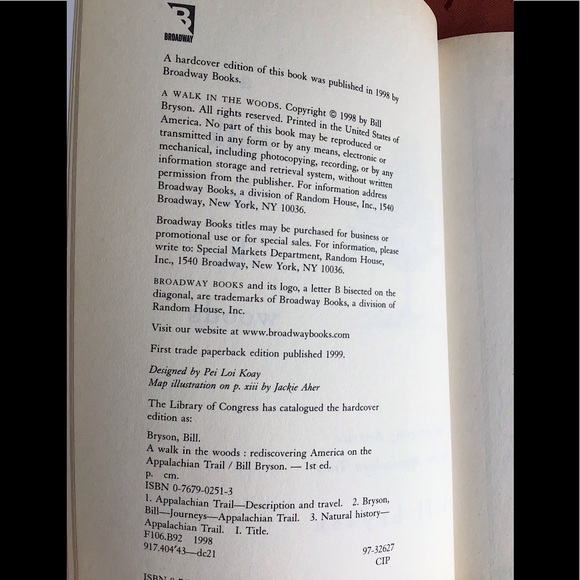 B
BROADWAY
A hardcover edition of this book was published in 1998 by
Broadway Books.
A WALK IN THE WOODS. Copyright © 1998 by Bill
Bryson. All rights reserved. Printed in the United States of
America. No part of this book may be reproduced or
transmitted in any form or by any means, electronic or
mechanical, including photocopying, recording, or by any
information storage and retrieval system, without written
permission from the publisher. For information address
Broadway Books, a division of Random House, Inc., 1540
Broadway, New York, NY 10036.
Broadway Books titles may be purchased for business or
promotional use or for special sales. For information, please
write to: Special Markets Department, Random House,
Inc., 1540 Broadway, New York, NY 10036.
BROADWAY BOOKS and its logo, a letter B bisected on the
diagonal, are trademarks of Broadway Books, a division of
Random House, Inc.
Visit our website at www.broadwaybooks.com
First trade paperback edition published 1999.
Designed by Pei Loi Koay
Map illustration on p. xiii by Jackie Aher
The Library of Congress has catalogued the hardcover
edition as:
Bryson, Bill.
A walk in the woods : rediscovering America on the
Appalachian Trail / Bill Bryson. — 1st ed.
p. cm.
ISBN 0-7679-0251-3
1. Appalachian Trail—Description and travel. 2. Bryson,
Bill—Journeys—Appalachian Trail. 3. Natural history—
Appalachian Trail. I. Title.
F106.B92 1998
917.404'43—dc21 97-32627
CIP